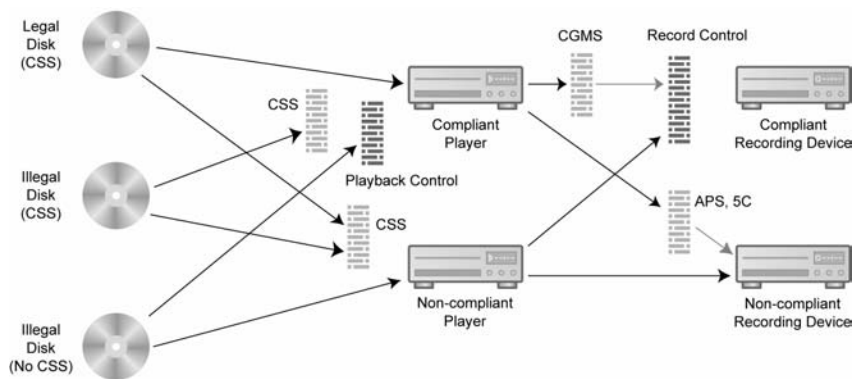 Legal
Disk
(CSS)
CGMS
Record Control
CSS
Compliant
Player
Compliant
Recording Device
Illegal
Disk
(CSS)
Playback Control
APS, 5C
CSS
Non-compliant
Player
Non-compliant
Recording Device
Illegal
Disk
(No CSS)